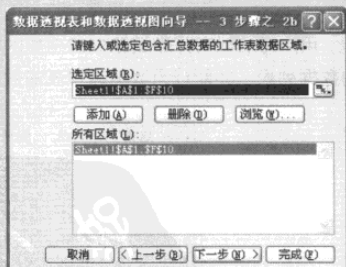 数据透视表和数据透视图向导 -- 3 步骤之 2b
请键入或选定包含汇总数据的工作表数据区域。
选定区域(R):
Sheet1!$A$1:$F$10
添加(A) 删除(D) 浏览(W)...
所有区域(L):
Sheet1!$A$1:$F$10
取消 <上一步(B) 下一步(N)> 完成(F)